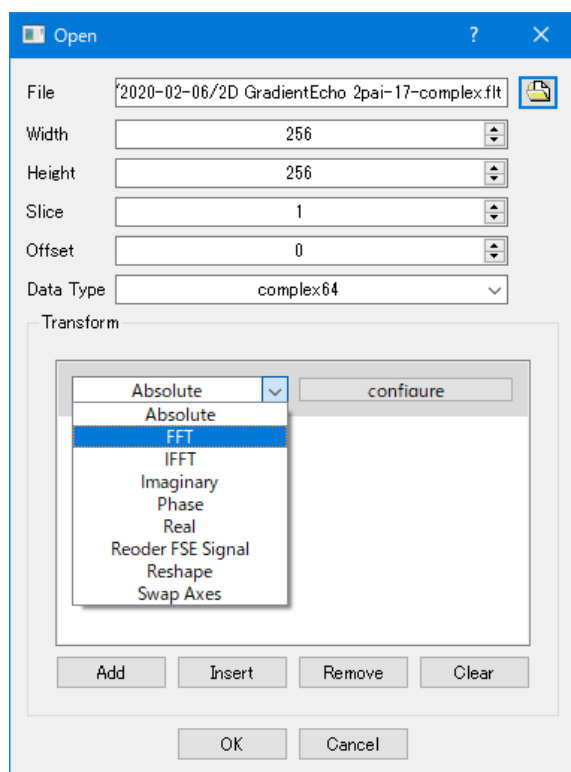 Open ? ×
File '2020-02-06/2D GradientEcho 2pai-17-complex.flt
Width 256
Height 256
Slice 1
Offset 0
Data Type complex64
Transform
Absolute configure
Absolute
FFT
IFFT
Imaginary
Phase
Real
Reoder FSE Signal
Reshape
Swap Axes
Add Insert Remove Clear
OK Cancel